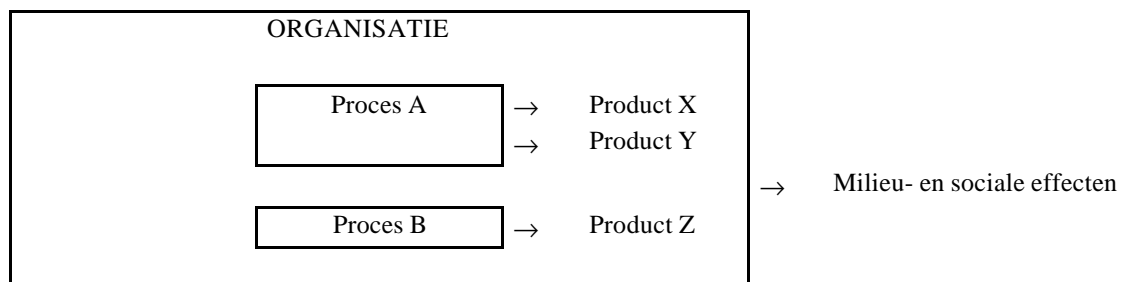 ORGANISATIE
Proces A → Product X
→ Product Y
→ Milieu- en sociale effecten
Proces B → Product Z